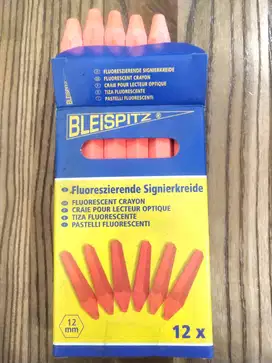 FLUORESZIERENDE SIGNIERKREIDE
FLUORESCENT CRAYON
CRAIE POUR LECTEUR OPTIQUE
TIZA FLUORESCENTE
PASTELLI FLUORESCENTI
BLEISPITZ®
Fluoreszierende Signierkreide
FLUORESCENT CRAYON
CRAIE POUR LECTEUR OPTIQUE
TIZA FLUORESCENTE
PASTELLI FLUORESCENTI
12
mm
12 x